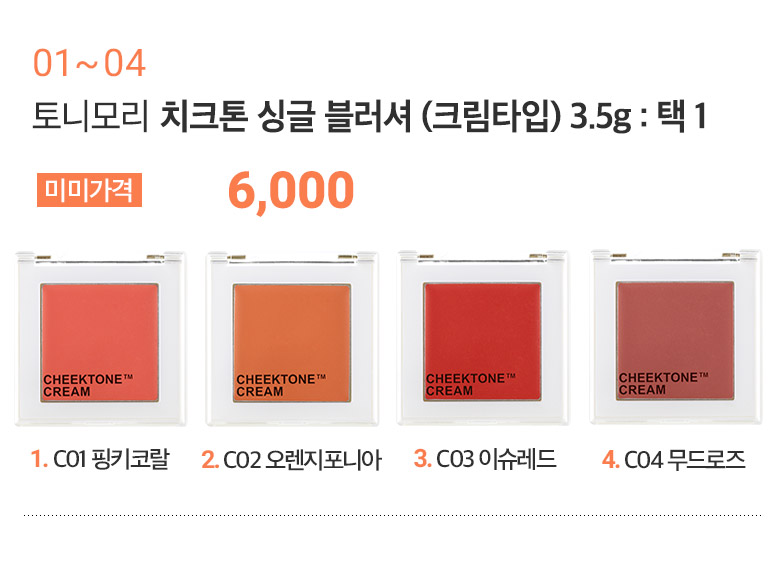 01~04
토니모리 치크톤 싱글 블러셔 (크림타입) 3.5g : 택 1
미미가격 6,000
CHEEKTONE™
CREAM
CHEEKTONE™
CREAM
CHEEKTONE™
CREAM
CHEEKTONE™
CREAM
1. C01 핑키코랄
2. C02 오렌지포니아
3. C03 이슈레드
4. C04 무드로즈